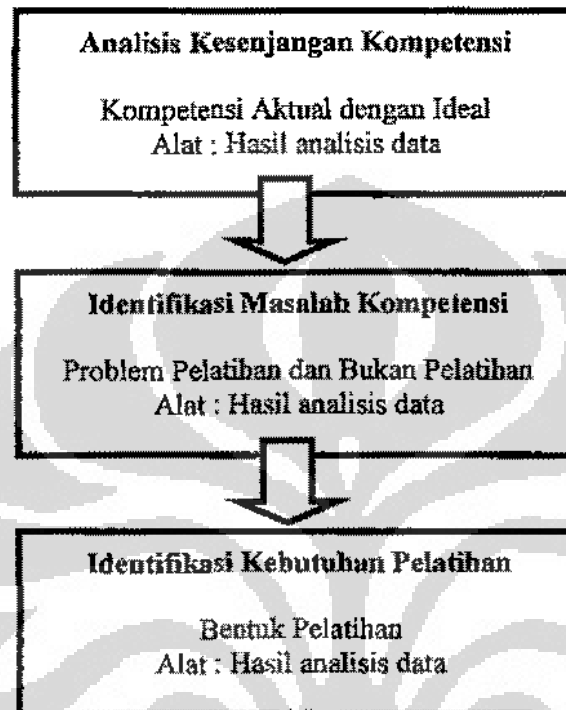 Analisis Kesenjangan Kompetensi
Kompetensi Aktual dengan Ideal
Alat : Hasil analisis data
Identifikasi Masalah Kompetensi
Problem Pelatihan dan Bukan Pelatihan
Alat : Hasil analisis data
Identifikasi Kebutuhan Pelatihan
Bentuk Pelatihan
Alat : Hasil analisis data